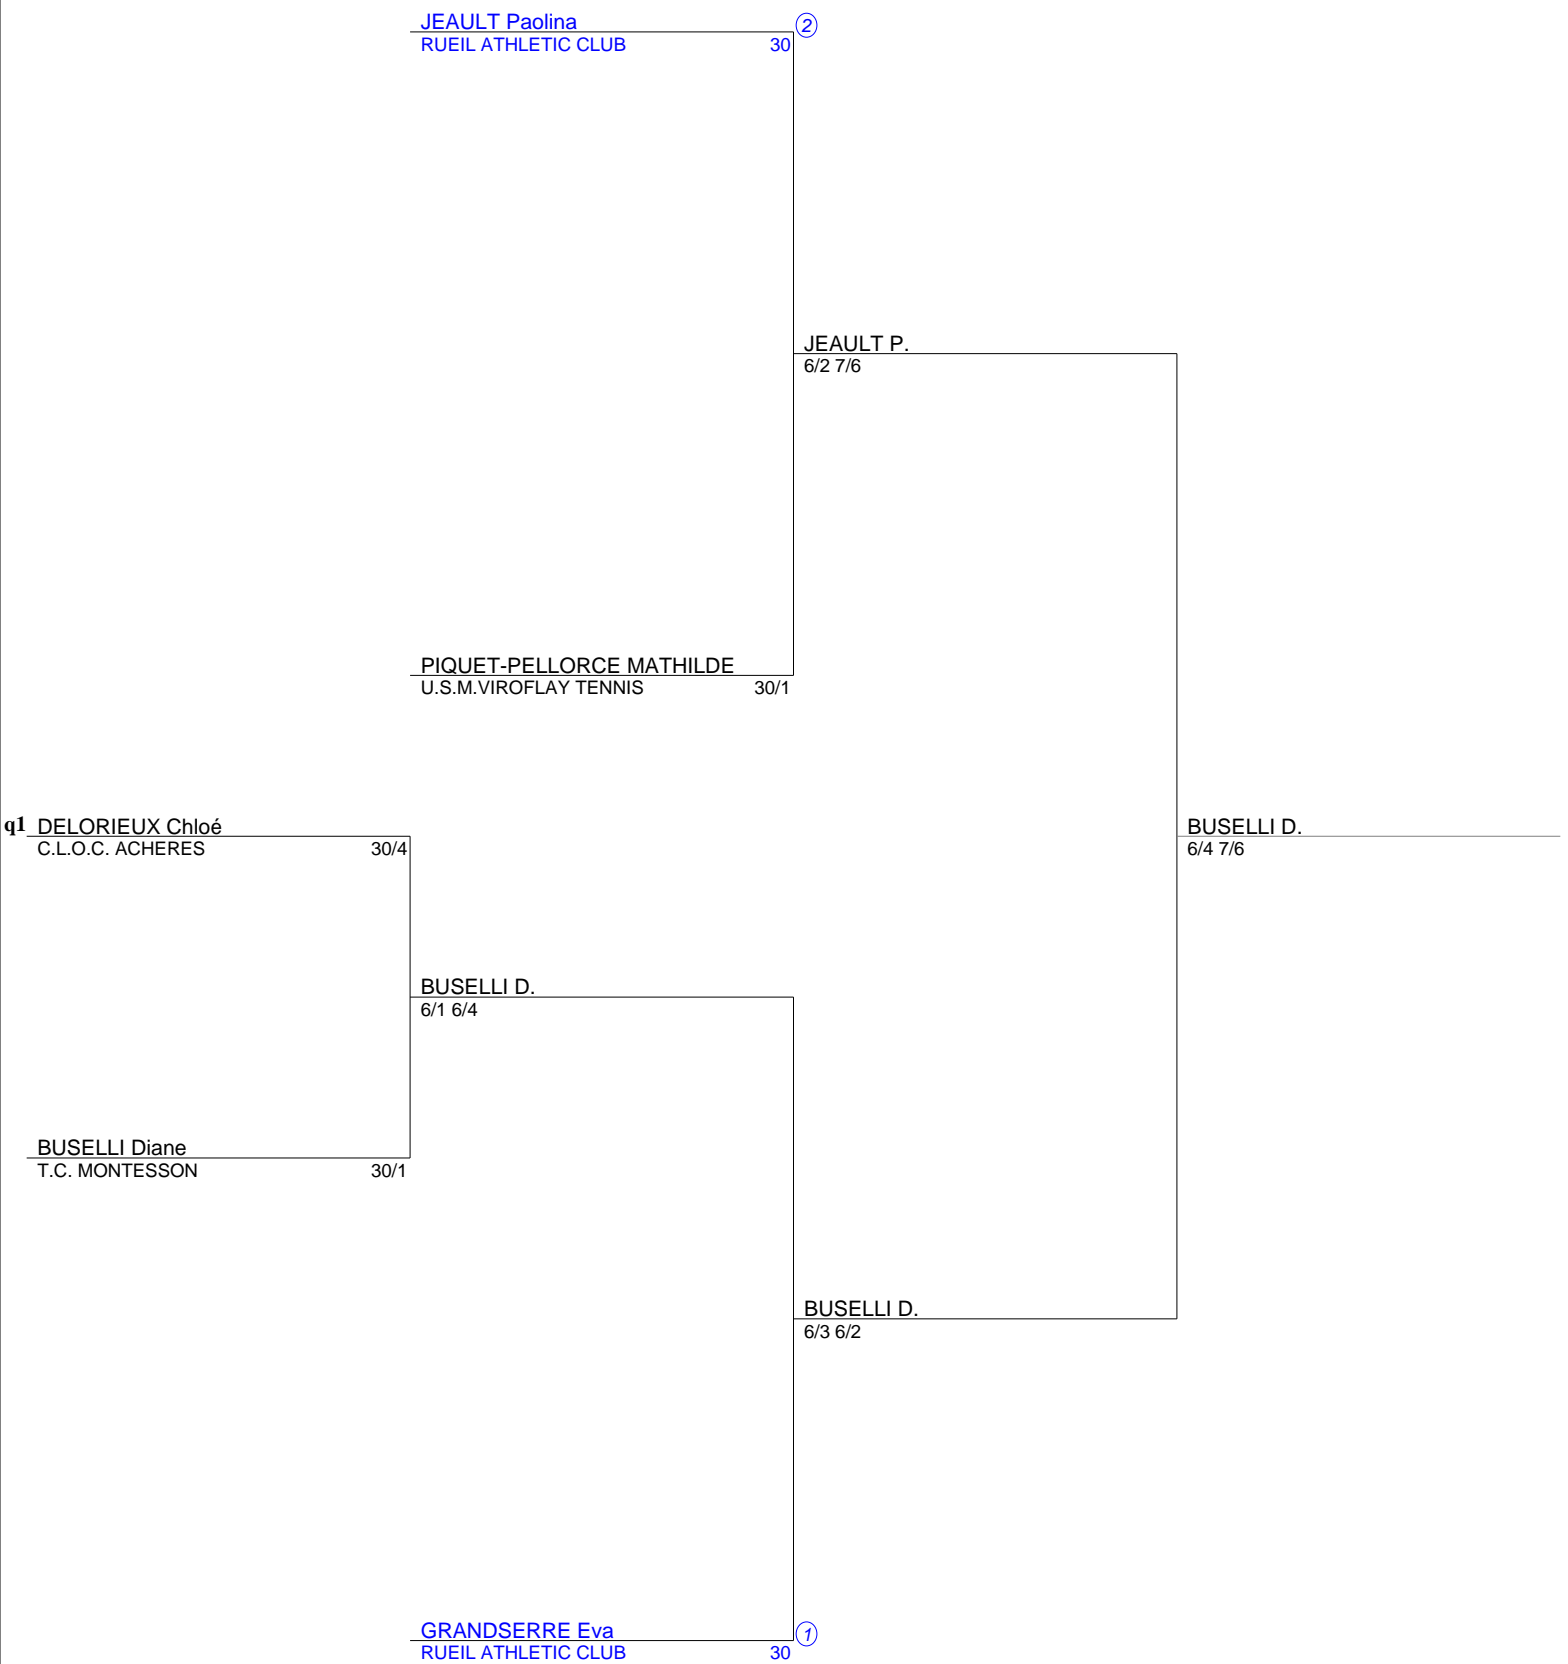 JEAULT Paolina 2
RUEIL ATHLETIC CLUB 30
JEAULT P.
6/2 7/6
PIQUET-PELLORCE MATHILDE
U.S.M.VIROFLAY TENNIS 30/1
q1 DELORIEUX Chloé
C.L.O.C. ACHERES 30/4
BUSELLI D.
6/4 7/6
BUSELLI D.
6/1 6/4
BUSELLI Diane
T.C. MONTESSON 30/1
BUSELLI D.
6/3 6/2
GRANDSERRE Eva 1
RUEIL ATHLETIC CLUB 30